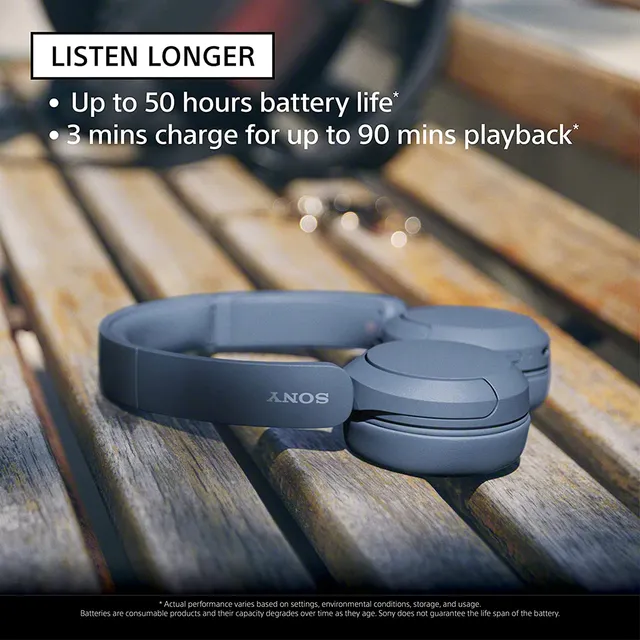 LISTEN LONGER
• Up to 50 hours battery life*
• 3 mins charge for up to 90 mins playback*
SONY
* Actual performance varies based on settings, environmental conditions, storage, and usage.
Batteries are consumable products and their capacity degrades over time as they age. Sony does not guarantee the life span of the battery.